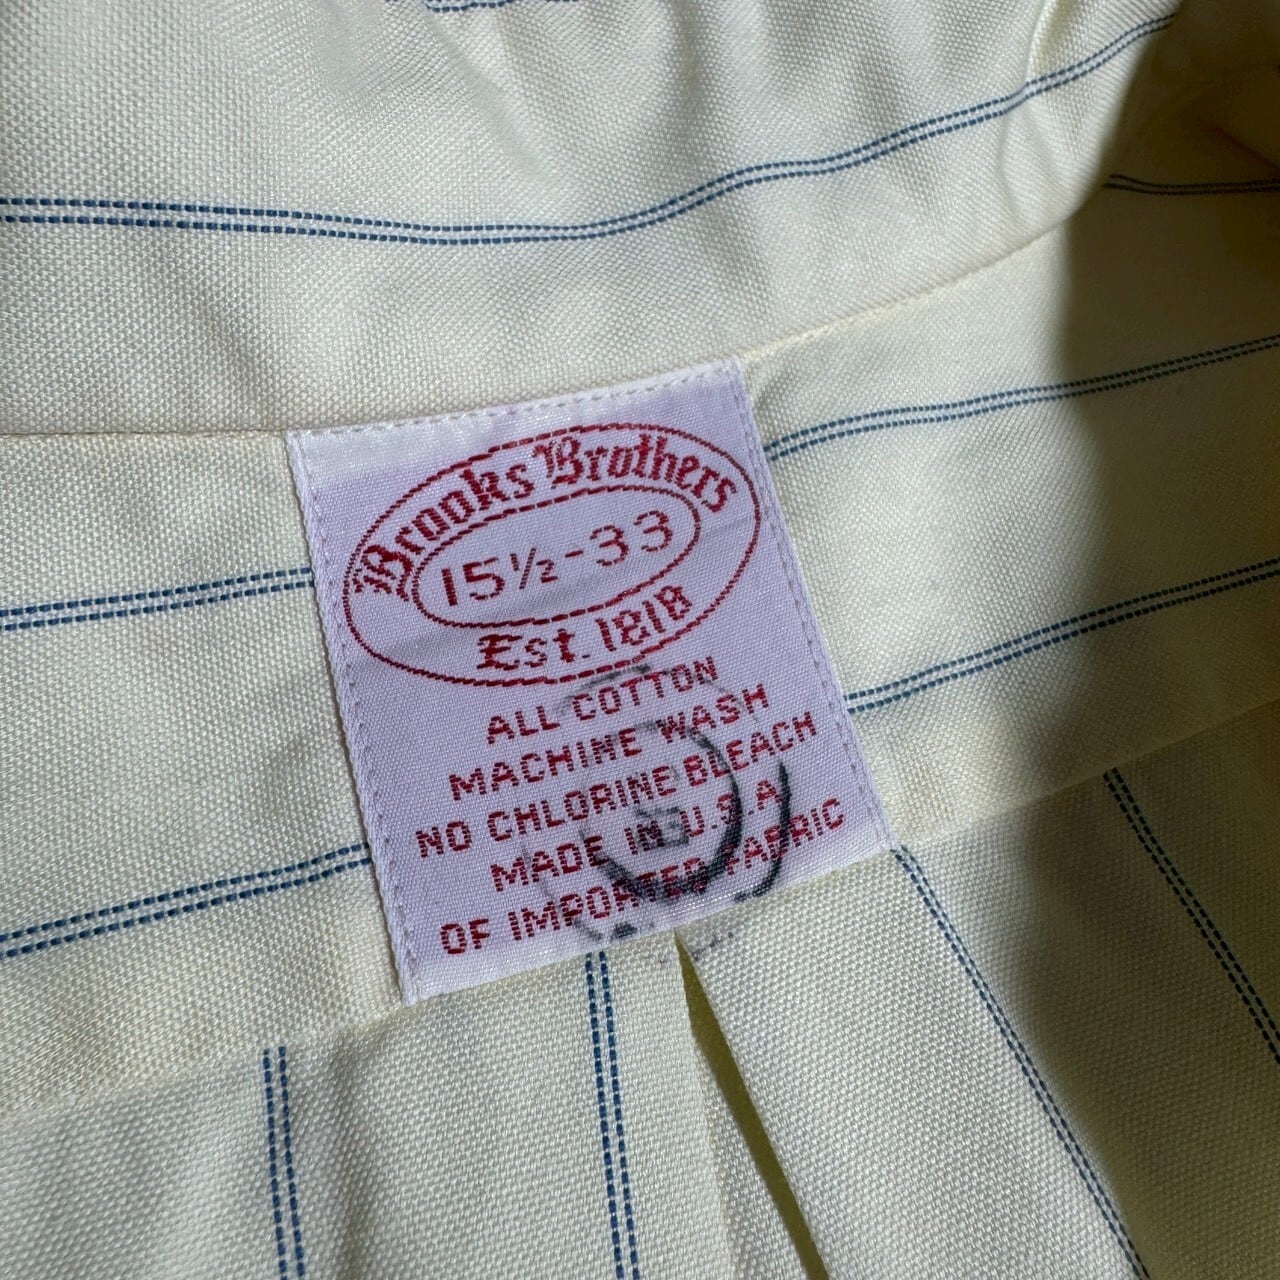 Brooks Brothers
15½-33
Est. 1818
ALL COTTON
MACHINE WASH
NO CHLORINE BLEACH
MADE IN U.S.A.
OF IMPORTED FABRIC